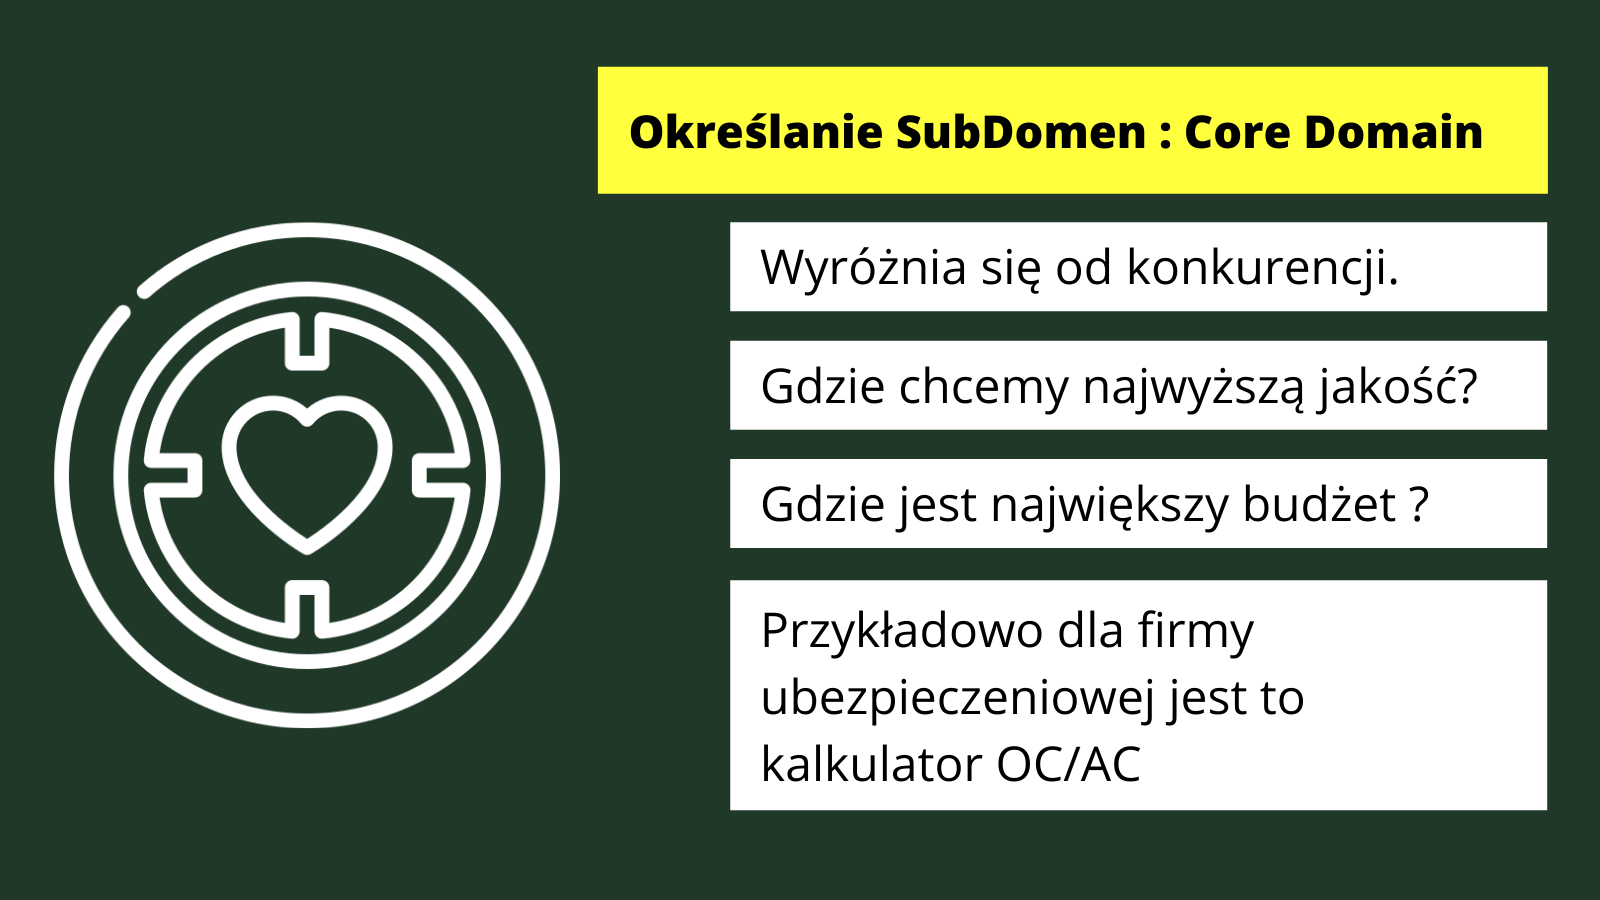 Określanie SubDomen : Core Domain
Wyróżnia się od konkurencji.
Gdzie chcemy najwyższą jakość?
Gdzie jest największy budżet ?
Przykładowo dla firmy
ubezpieczeniowej jest to
kalkulator OC/AC